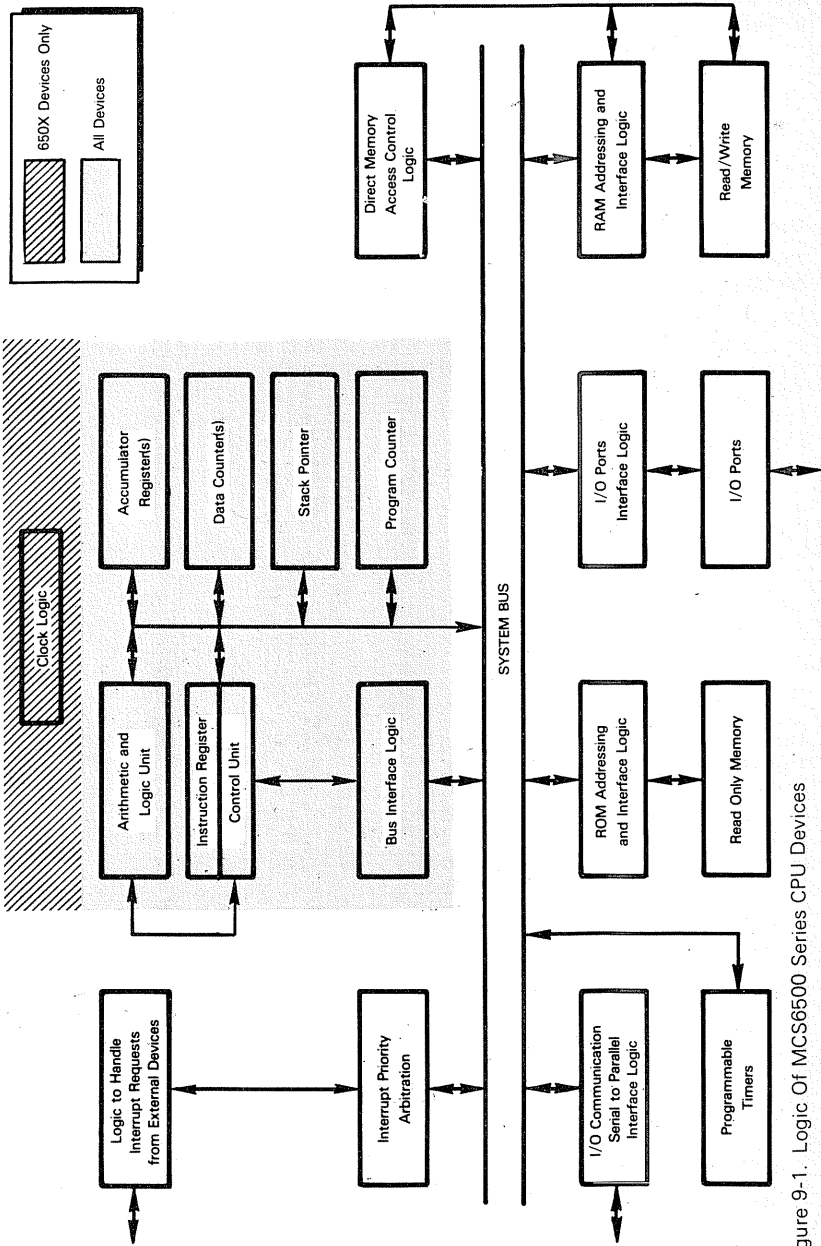 650X Devices Only
All Devices
Clock Logic
Logic to Handle
Interrupt Requests
from External Devices
Arithmetic and
Logic Unit
Accumulator
Register(s)
Instruction Register
Control Unit
Data Counter(s)
Stack Pointer
Interrupt Priority
Arbitration
Bus Interface Logic
Program Counter
Direct Memory
Access Control
Logic
SYSTEM BUS
I/O Communication
Serial to Parallel
Interface Logic
ROM Addressing
and Interface Logic
I/O Ports
Interface Logic
RAM Addressing and
Interface Logic
Programmable
Timers
Read Only Memory
I/O Ports
Read/Write
Memory
gure 9-1. Logic Of MCS6500 Series CPU Devices